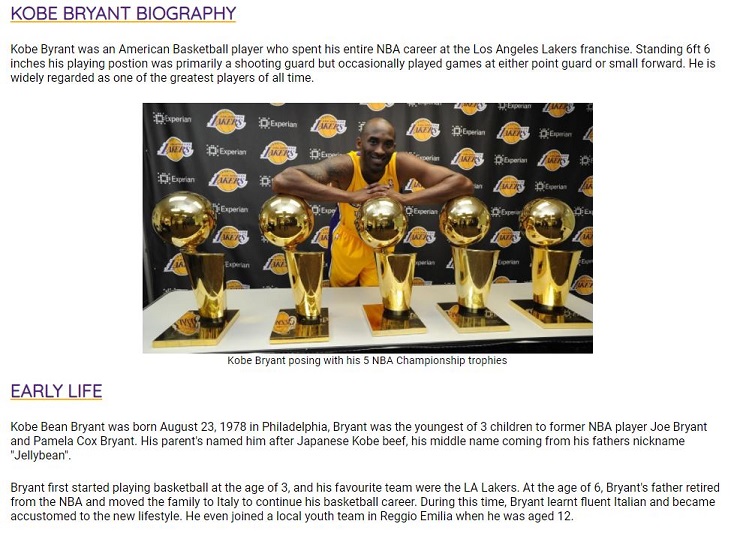 KOBE BRYANT BIOGRAPHY
Kobe Byrant was an American Basketball player who spent his entire NBA career at the Los Angeles Lakers franchise. Standing 6ft 6
inches his playing postion was primarily a shooting guard but occasionally played games at either point guard or small forward. He is
widely regarded as one of the greatest players of all time.
Experian LAKERS Experian LAKERS LAKERS Experian LAKERS Experian
LAKERS Experian LAKERS LAKERS Experian LAKERS
Experian LAKERS LAKERS Experian
Experian LAKERS
Experian
Kobe Bryant posing with his 5 NBA Championship trophies
EARLY LIFE
Kobe Bean Bryant was born August 23, 1978 in Philadelphia, Bryant was the youngest of 3 children to former NBA player Joe Bryant
and Pamela Cox Bryant. His parent's named him after Japanese Kobe beef, his middle name coming from his fathers nickname
"Jellybean".
Bryant first started playing basketball at the age of 3, and his favourite team were the LA Lakers. At the age of 6, Bryant's father retired
from the NBA and moved the family to Italy to continue his basketball career. During this time, Bryant learnt fluent Italian and became
accustomed to the new lifestyle. He even joined a local youth team in Reggio Emilia when he was aged 12.